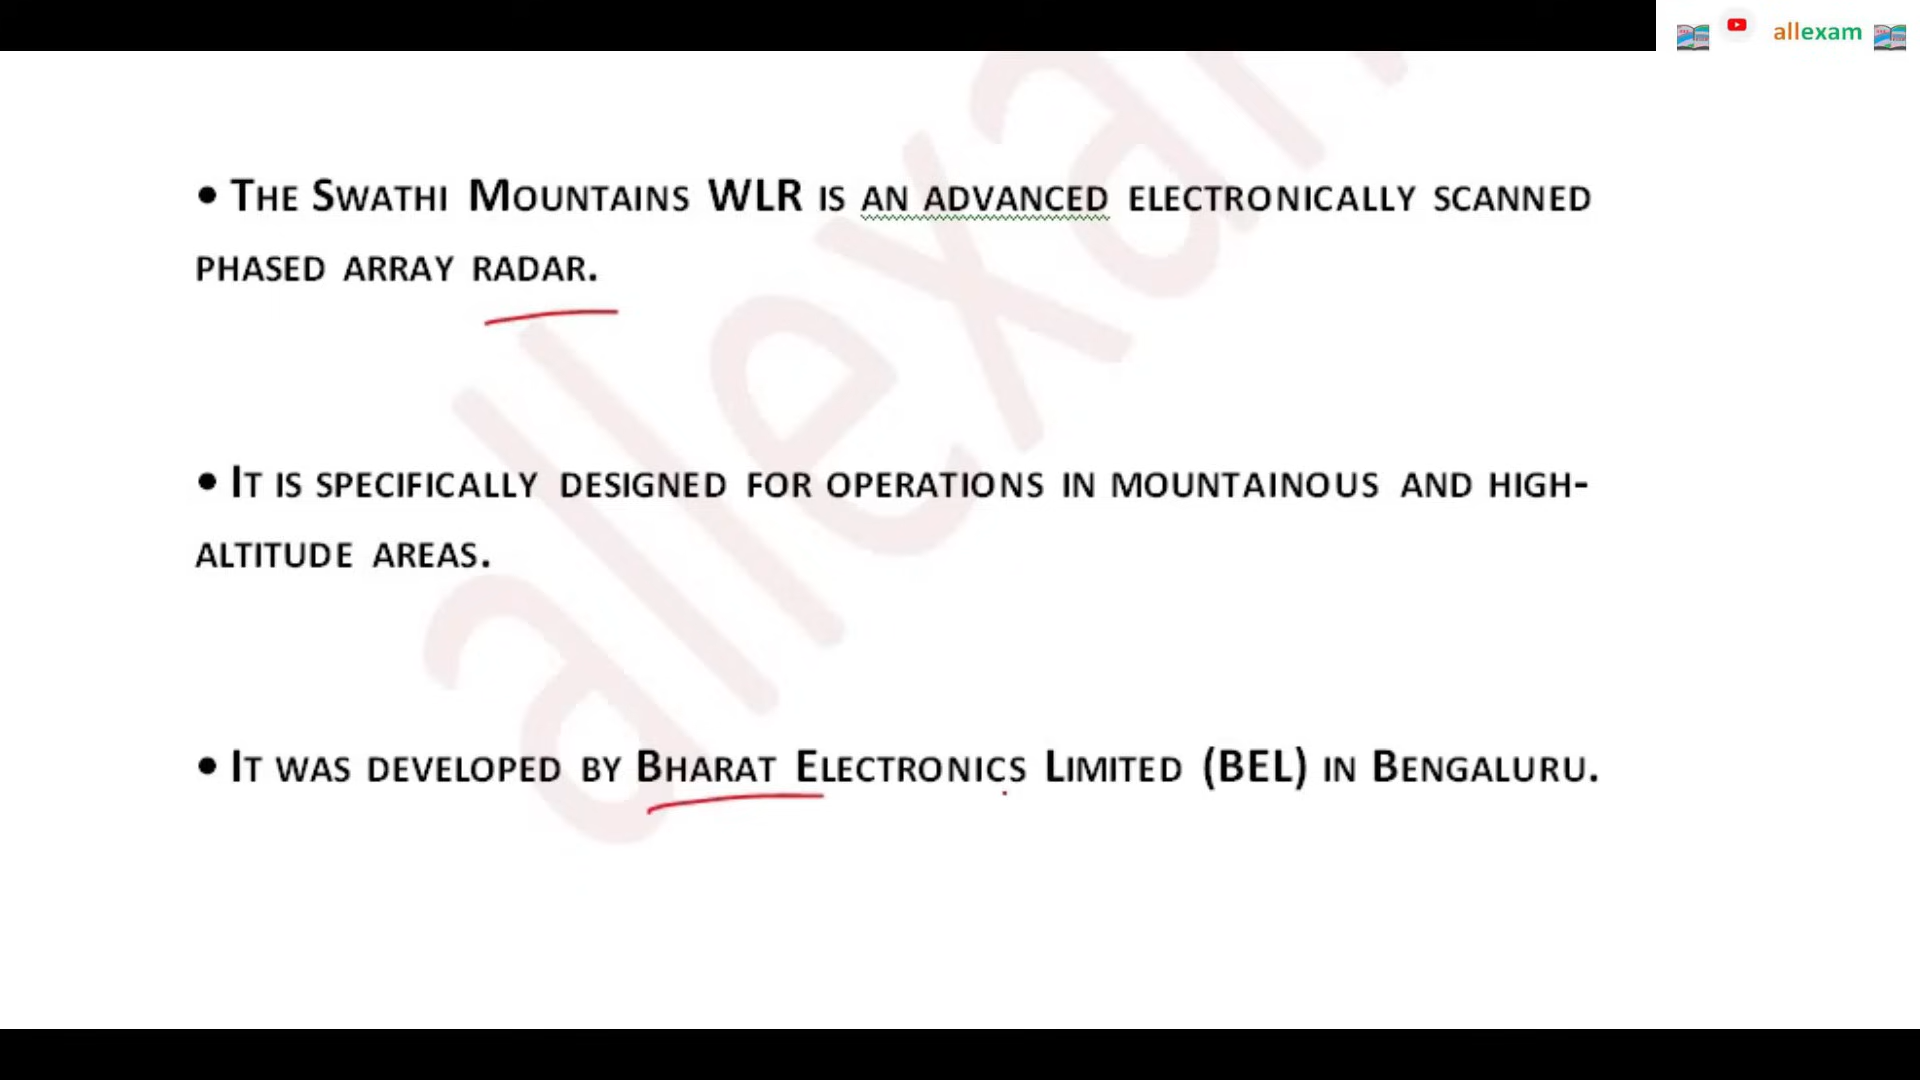 allexam
• The Swathi Mountains WLR is an advanced electronically scanned
phased array radar.
• It is specifically designed for operations in mountainous and high-
altitude areas.
• It was developed by Bharat Electronics Limited (BEL) in Bengaluru.
allexam